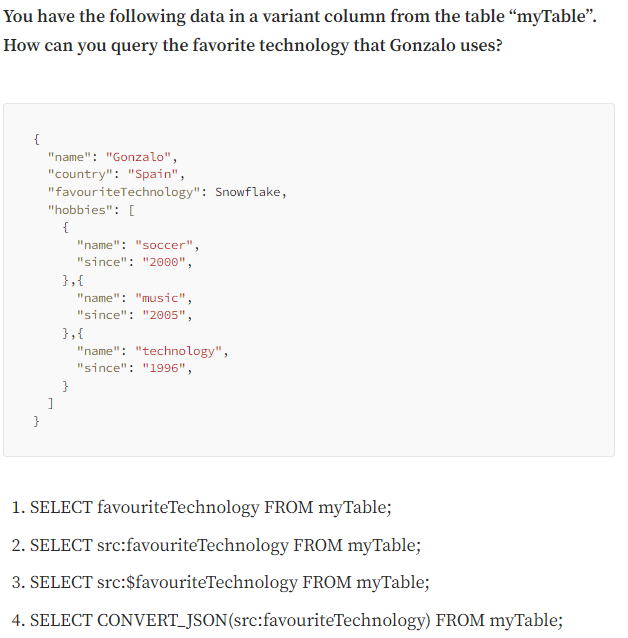 You have the following data in a variant column from the table “myTable”.
How can you query the favorite technology that Gonzalo uses?
{
"name": "Gonzalo",
"country": "Spain",
"favouriteTechnology": Snowflake,
"hobbies": [
{
"name": "soccer",
"since": "2000",
},{
"name": "music",
"since": "2005",
},{
"name": "technology",
"since": "1996",
}
]
}
1. SELECT favouriteTechnology FROM myTable;
2. SELECT src:favouriteTechnology FROM myTable;
3. SELECT src:$favouriteTechnology FROM myTable;
4. SELECT CONVERT_JSON(src:favouriteTechnology) FROM myTable;